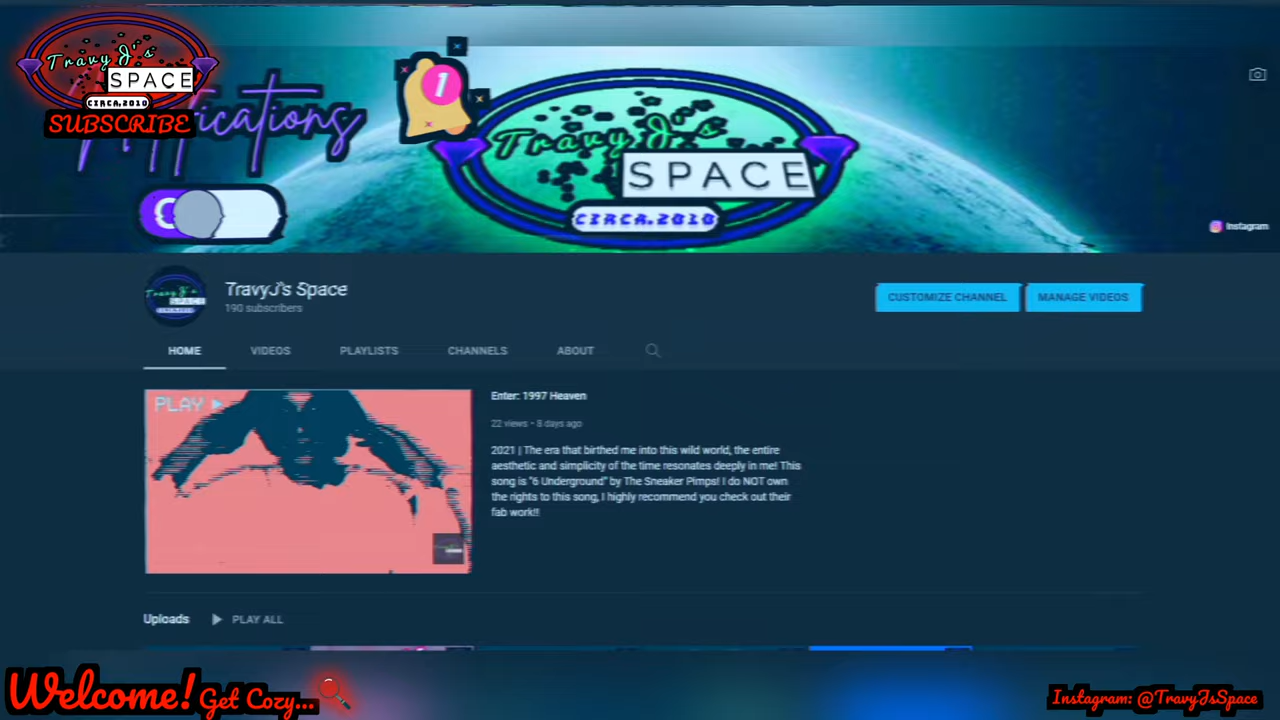 Travy J's
SPACE
CIRCA.2010
SUBSCRIBE
Notifications
1
Travy J's
SPACE
CIRCA.2010
Instagram
TravyJ's Space
190 subscribers
CUSTOMIZE CHANNEL
MANAGE VIDEOS
HOME
VIDEOS
PLAYLISTS
CHANNELS
ABOUT
PLAY
Enter: 1997 Heaven
22 views • 8 days ago
2021 | The era that birthed me into this wild world, the entire
aesthetic and simplicity of the time resonates deeply in me! This
song is "6 Underground" by The Sneaker Pimps! I do NOT own
the rights to this song, I highly recommend you check out their
fab work!!
Uploads
PLAY ALL
Welcome! Get Cozy...
Instagram: @TravyJsSpace